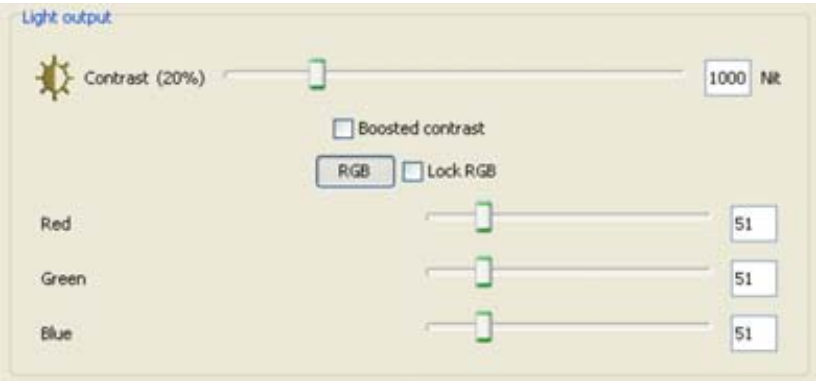 Light output
Contrast (20%) 1000 Nit
Boosted contrast
RGB Lock RGB
Red 51
Green 51
Blue 51